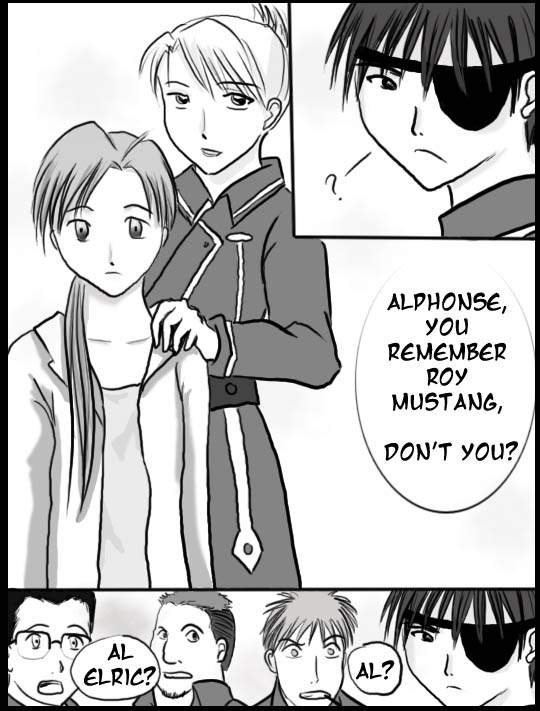 ?
ALPHONSE,
YOU
REMEMBER
ROY
MUSTANG,
DON'T YOU?
AL
ELRIC?
AL?